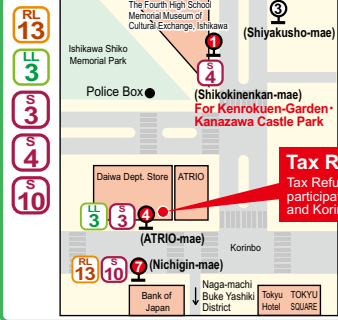 RL
13
LL
3
S
3
S
4
S
10
The Fourth High School
Memorial Museum of
Cultural Exchange, Ishikawa
Ishikawa Shiko
Memorial Park
1
S
4
3
(Shiyakusho-mae)
Police Box
(Shikokinenkan-mae)
For Kenrokuen-Garden・
Kanazawa Castle Park
Daiwa Dept. Store
ATRIO
Tax R
Tax Refu
participa
and Korin
LL
3
S
3
4
(ATRIO-mae)
Korinbo
RL
13
S
10
7
(Nichigin-mae)
Bank of
Japan
Naga-machi
Buke Yashiki
District
Tokyu
Hotel
TOKYU
SQUARE